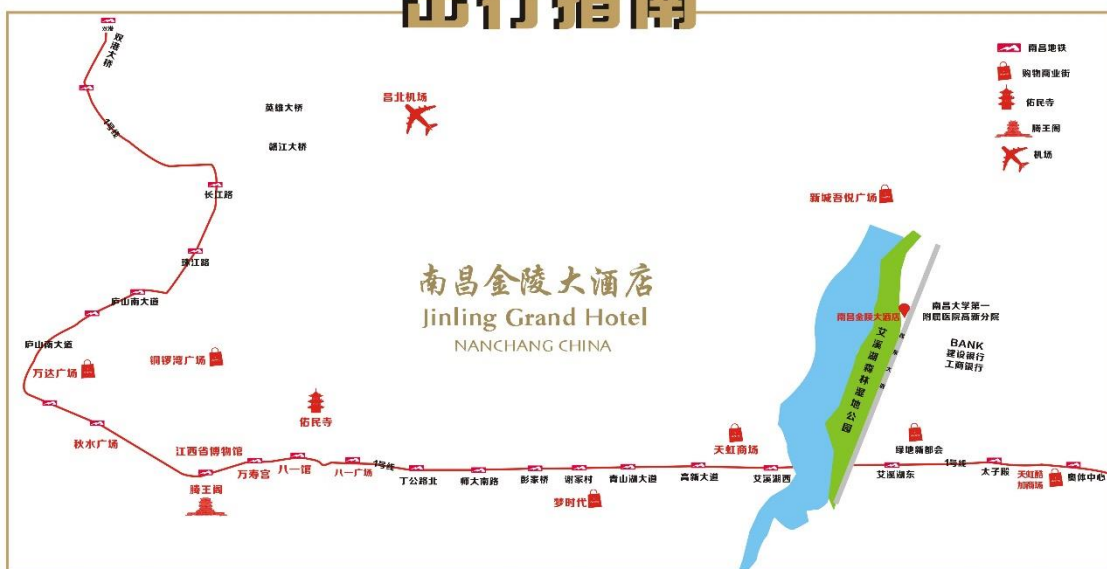 出行指南
双港
双港大桥
1号线
英雄大桥
赣江大桥
昌北机场
南昌地铁
购物商业街
佑民寺
腾王阁
机场
长江路
珠江路
庐山南大道
庐山南大道
万达广场
铜锣湾广场
新城吾悦广场
南昌金陵大酒店
Jinling Grand Hotel
NANCHANG CHINA
南昌金陵大酒店
南昌大学第一
附属医院高新分院
BANK
建设银行
工商银行
艾溪湖森林湿地公园
佑民寺
秋水广场
江西省博物馆
万寿宫
八一馆
八一广场
1号线
腾王阁
丁公路北
师大南路
彭家桥
谢家村
青山湖大道
高新大道
艾溪湖西
梦时代
天虹商场
绿地新都会
艾溪湖东
1号线
太子殿
天虹酷
加商场
奥体中心